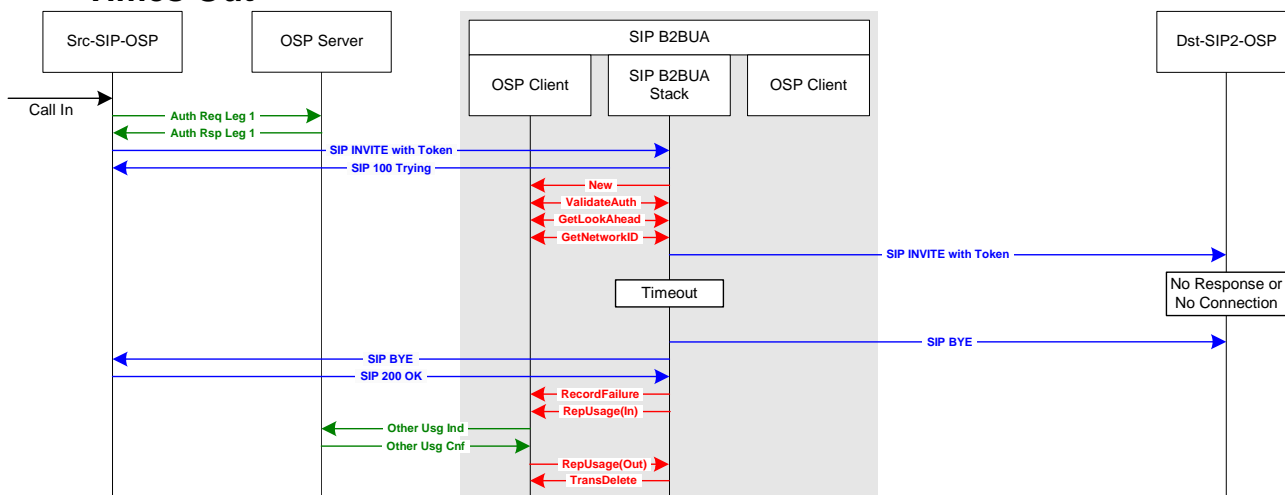 Src-SIP-OSP
OSP Server
SIP B2BUA
Dst-SIP2-OSP
OSP Client
SIP B2BUA
Stack
OSP Client
Call In
Auth Req Leg 1
Auth Rsp Leg 1
SIP INVITE with Token
SIP 100 Trying
New
ValidateAuth
GetLookAhead
GetNetworkID
SIP INVITE with Token
Timeout
No Response or
No Connection
SIP BYE
SIP BYE
SIP 200 OK
RecordFailure
RepUsage(In)
Other Usg Ind
Other Usg Cnf
RepUsage(Out)
TransDelete